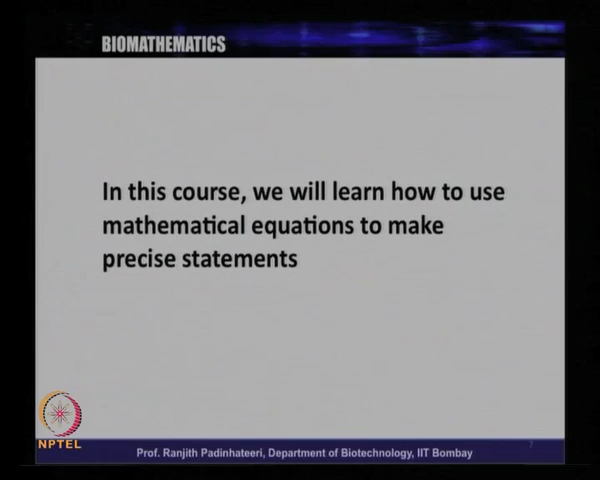 BIOMATHEMATICS
In this course, we will learn how to use
mathematical equations to make
precise statements
NPTEL
Prof. Ranjith Padinhateeri, Department of Biotechnology, IIT Bombay
7